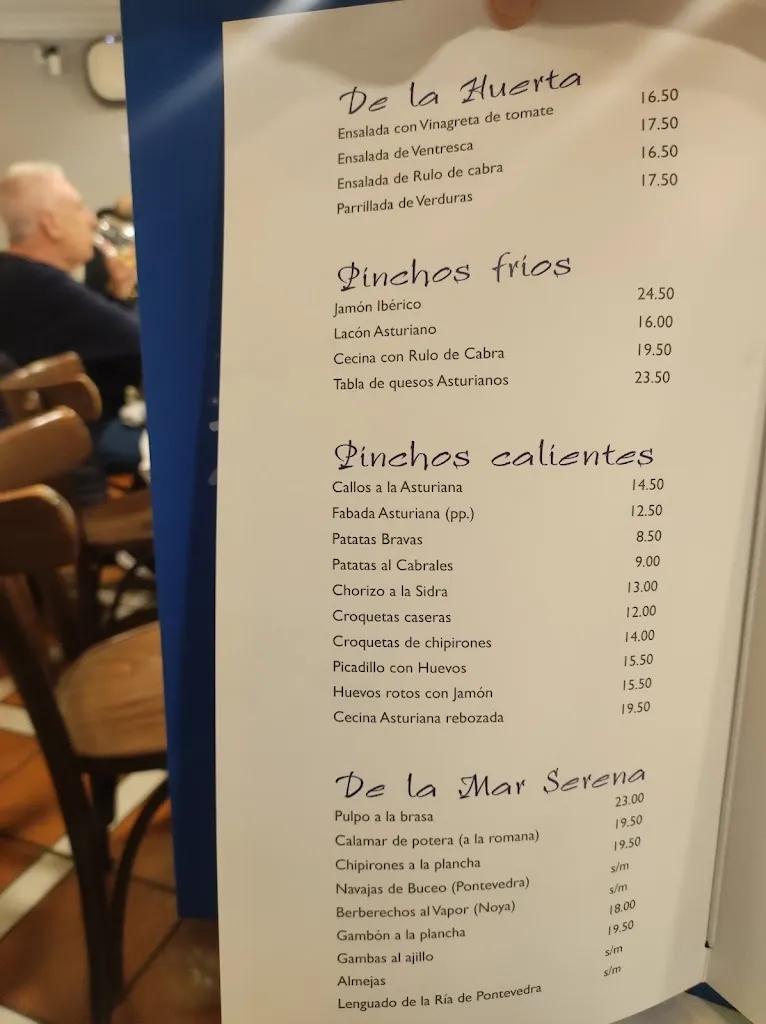 De la Huerta
Ensalada con Vinagreta de tomate 16.50
Ensalada de Ventresca 17.50
Ensalada de Rulo de cabra 16.50
Parrillada de Verduras 17.50
Pinchos fríos
Jamón Ibérico 24.50
Lacón Asturiano 16.00
Cecina con Rulo de Cabra 19.50
Tabla de quesos Asturianos 23.50
Pinchos calientes
Callos a la Asturiana 14.50
Fabada Asturiana (pp.) 12.50
Patatas Bravas 8.50
Patatas al Cabrales 9.00
Chorizo a la Sidra 13.00
Croquetas caseras 12.00
Croquetas de chipirones 14.00
Picadillo con Huevos 15.50
Huevos rotos con Jamón 15.50
Cecina Asturiana rebozada 19.50
De la Mar Serena
Pulpo a la brasa 23.00
Calamar de potera (a la romana) 19.50
Chipirones a la plancha 19.50
Navajas de Buceo (Pontevedra) s/m
Berberechos al Vapor (Noya) s/m
Gambón a la plancha 18.00
Gambas al ajillo 19.50
Almejas s/m
Lenguado de la Ría de Pontevedra s/m